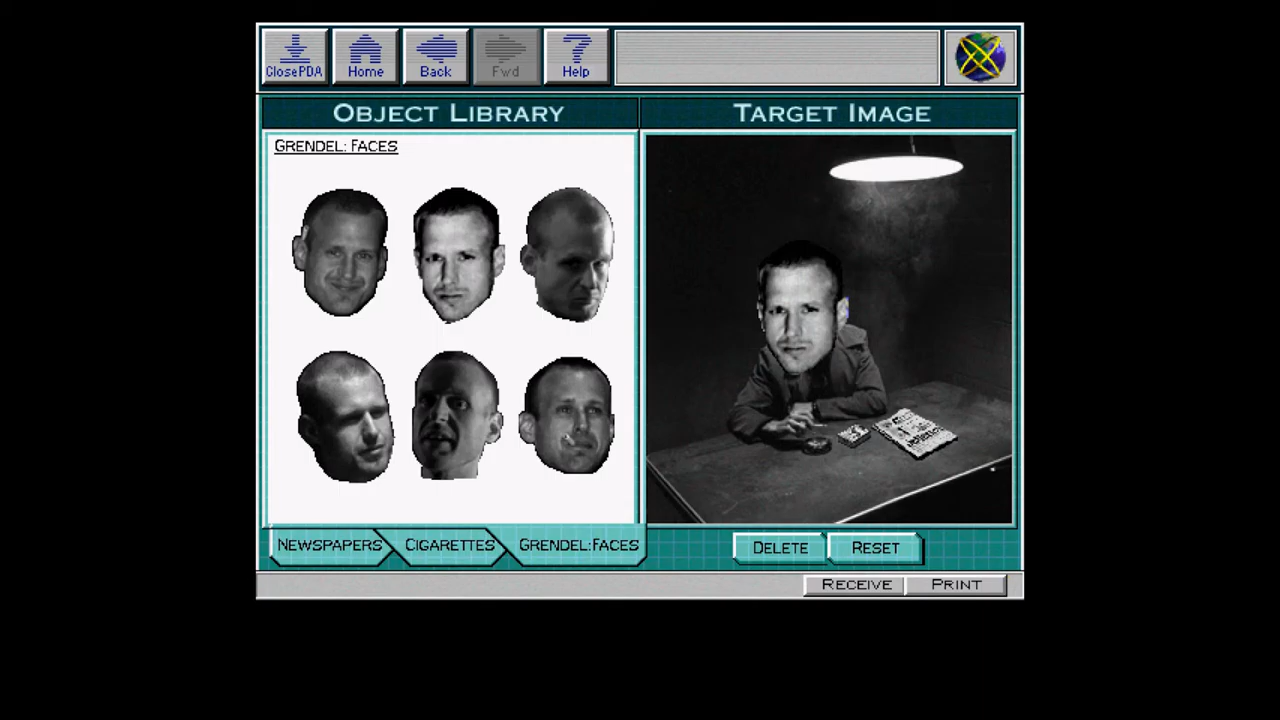 ClosePDA
Home
Back
Fwd
Help
OBJECT LIBRARY
TARGET IMAGE
GRENDEL: FACES
NEWSPAPERS
CIGARETTES
GRENDEL:FACES
DELETE
RESET
RECEIVE
PRINT